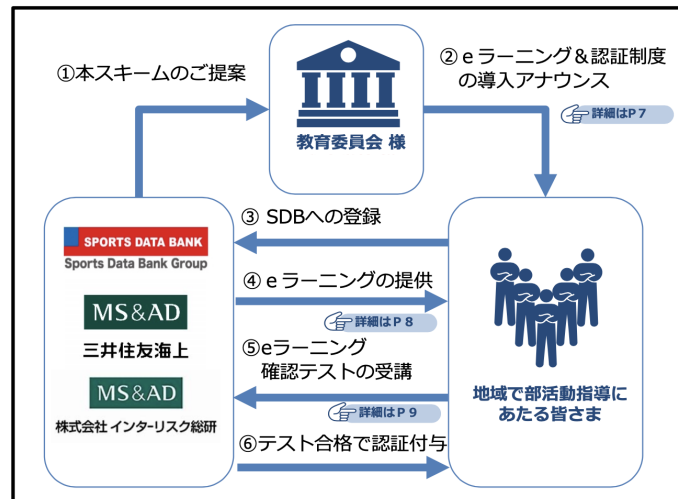 ①本スキームのご提案
教育委員会 様
② e ラーニング＆認証制度
の導入アナウンス
詳細はP 7
③ SDBへの登録
SPORTS DATA BANK
Sports Data Bank Group
④ e ラーニングの提供
詳細はP 8
MS&AD
三井住友海上
⑤eラーニング
確認テストの受講
詳細はP 9
MS&AD
株式会社 インターリスク総研
⑥テスト合格で認証付与
地域で部活動指導に
あたる皆さま